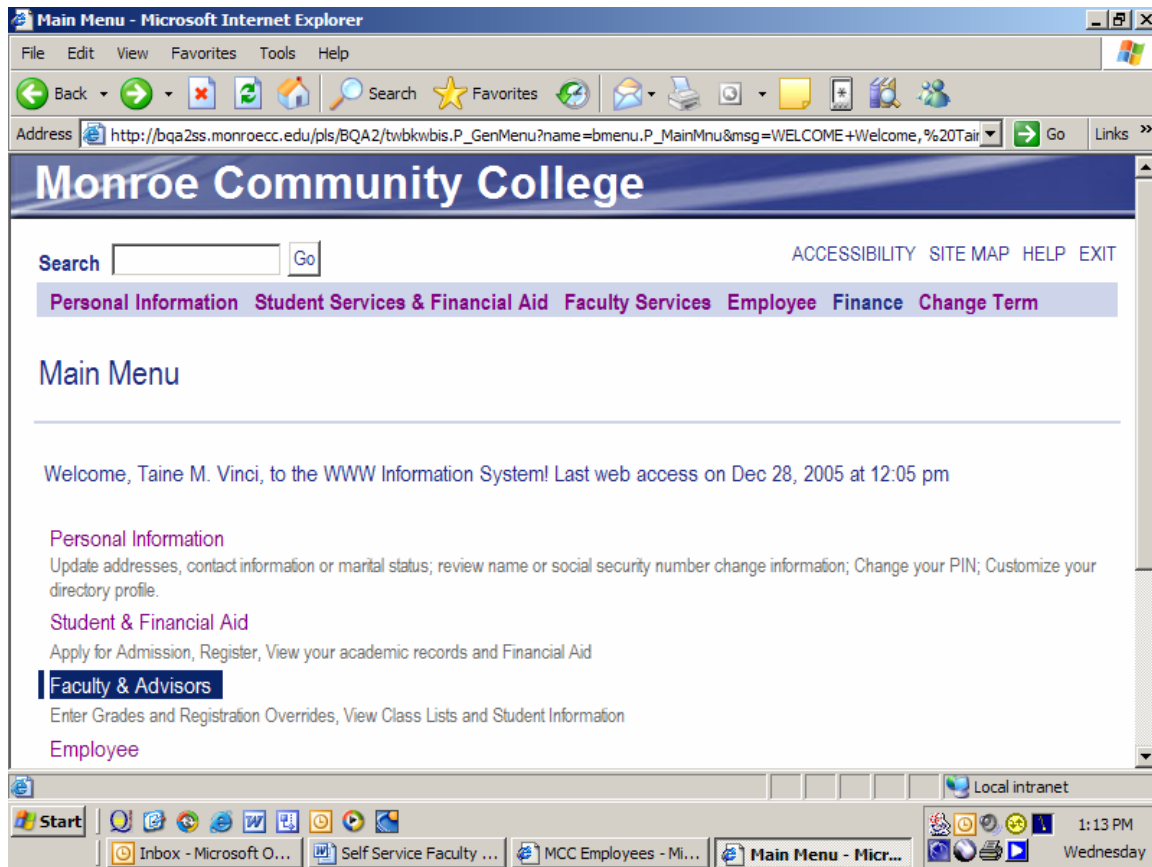 Main Menu - Microsoft Internet Explorer
File Edit View Favorites Tools Help
Back Search Favorites
Address http://bqa2ss.monroecc.edu/pls/BQA2/twbkwbis.P_GenMenu?name=bmenu.P_MainMnu&msg=WELCOME+Welcome,%20Tair Go Links »
Monroe Community College
Search Go ACCESSIBILITY SITE MAP HELP EXIT
Personal Information Student Services & Financial Aid Faculty Services Employee Finance Change Term
Main Menu
Welcome, Taine M. Vinci, to the WWW Information System! Last web access on Dec 28, 2005 at 12:05 pm
Personal Information
Update addresses, contact information or marital status; review name or social security number change information; Change your PIN; Customize your
directory profile.
Student & Financial Aid
Apply for Admission, Register, View your academic records and Financial Aid
Faculty & Advisors
Enter Grades and Registration Overrides, View Class Lists and Student Information
Employee
Local intranet
Start 1:13 PM
Inbox - Microsoft O... Self Service Faculty ... MCC Employees - Mi... Main Menu - Micr... Wednesday